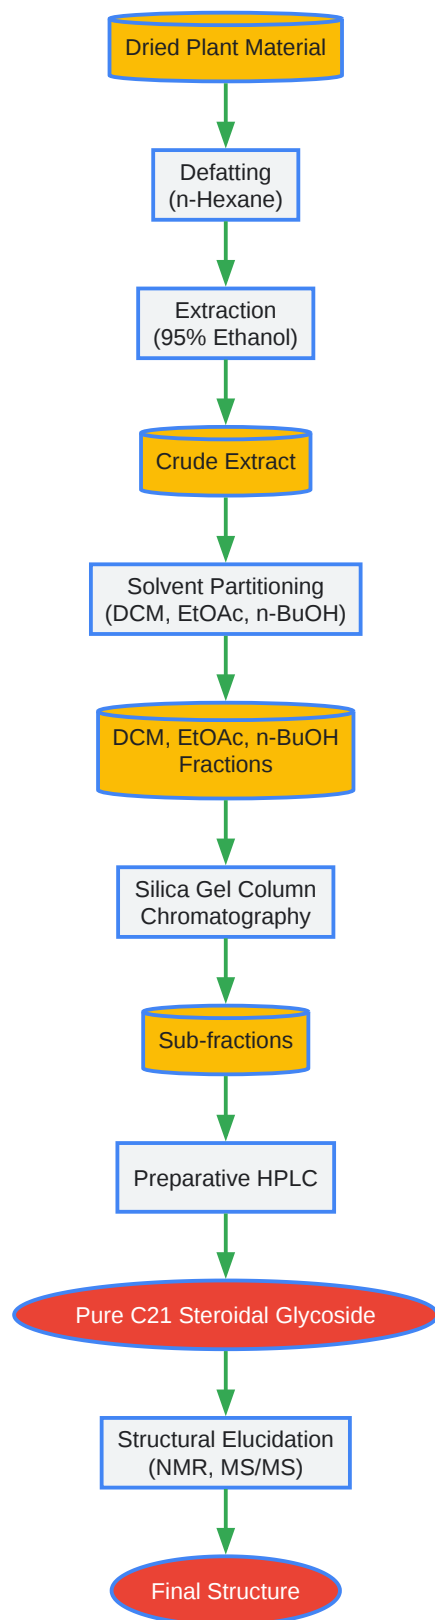 Dried Plant Material
Defatting
(n-Hexane)
Extraction
(95% Ethanol)
Crude Extract
Solvent Partitioning
(DCM, EtOAc, n-BuOH)
DCM, EtOAc, n-BuOH
Fractions
Silica Gel Column
Chromatography
Sub-fractions
Preparative HPLC
Pure C21 Steroidal Glycoside
Structural Elucidation
(NMR, MS/MS)
Final Structure